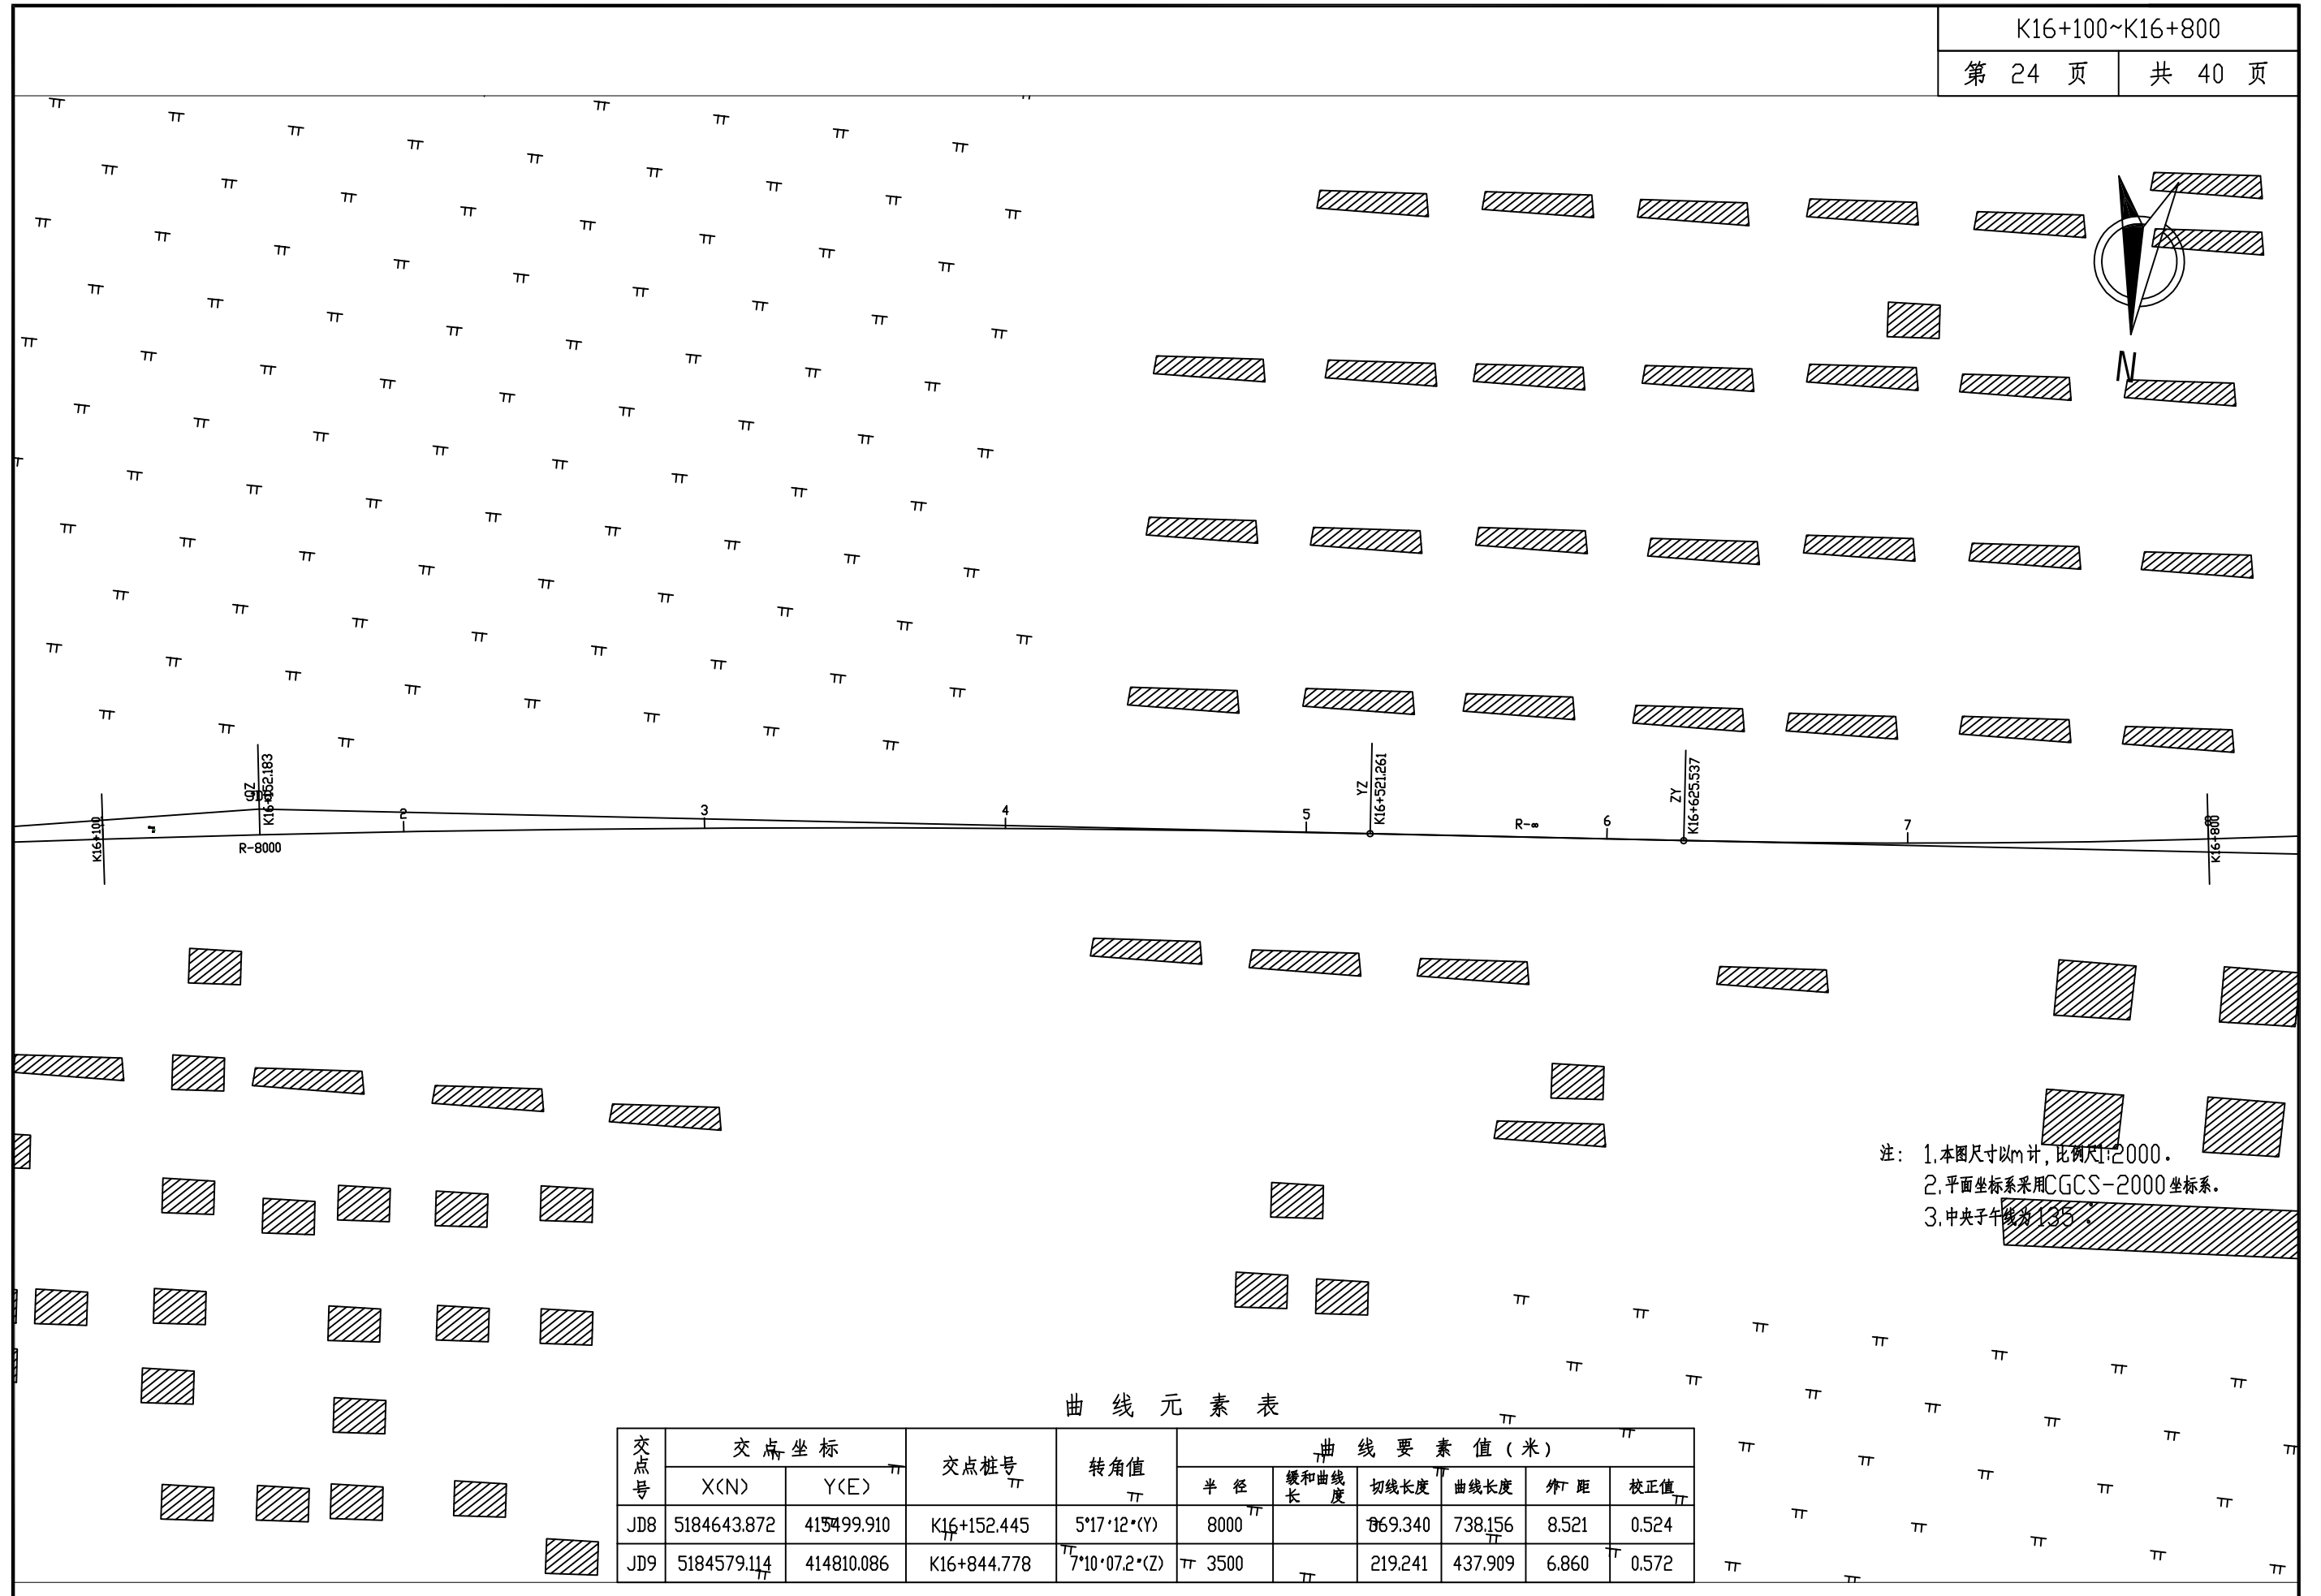 K16+100~K16+800
第 24 页 共 40 页
N
QZ
K16+152.183
YZ
K16+521.261
ZY
K16+625.537
K16+100
2
3
4
5
R-∞
6
7
8
K16+800
R-8000
注: 1.本图尺寸以m计,比例尺1:2000.
2.平面坐标系采用CGCS-2000坐标系.
3.中央子午线为135°.
曲 线 元 素 表
交点号 交 点 坐 标 交点桩号 转角值 曲 线 要 素 值(米)
X(N) Y(E) 半 径 缓和曲线长 度 切线长度 曲线长度 外 距 校正值
JD8 5184643.872 415499.910 K16+152.445 5°17'12"(Y) 8000 369.340 738.156 8.521 0.524
JD9 5184579.114 414810.086 K16+844.778 7°10'07.2"(Z) 3500 219.241 437.909 6.860 0.572